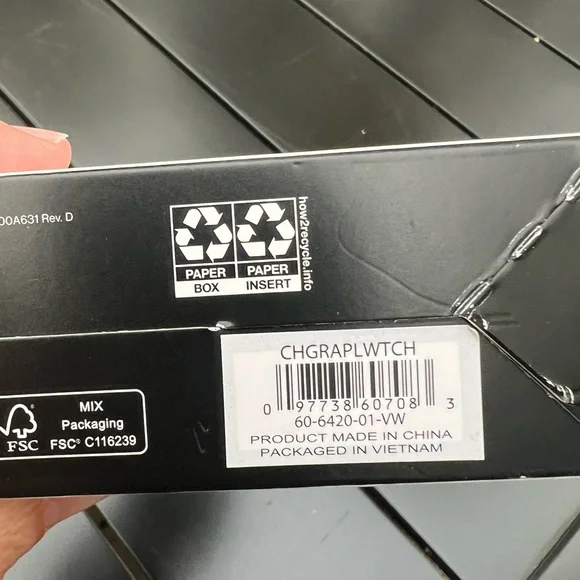 00A631 Rev. D
PAPER PAPER
BOX INSERT
how2recycle.info
MIX
Packaging
FSC
FSC® C116239
CHGRAPLWTCH
0 97738 60708 3
60-6420-01-VW
PRODUCT MADE IN CHINA
PACKAGED IN VIETNAM